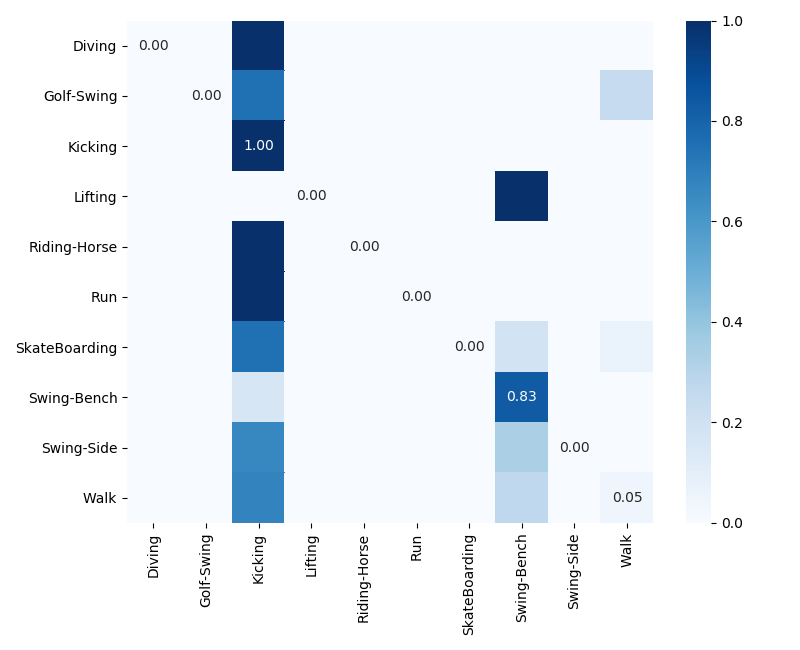 Diving 0.00 1.0
Golf-Swing 0.00
0.8
Kicking 1.00
Lifting 0.00
0.6
Riding-Horse 0.00
Run 0.00
0.4
SkateBoarding 0.00
Swing-Bench 0.83
0.2
Swing-Side 0.00
Walk 0.05
0.0
Diving Golf-Swing Kicking Lifting Riding-Horse Run SkateBoarding Swing-Bench Swing-Side Walk